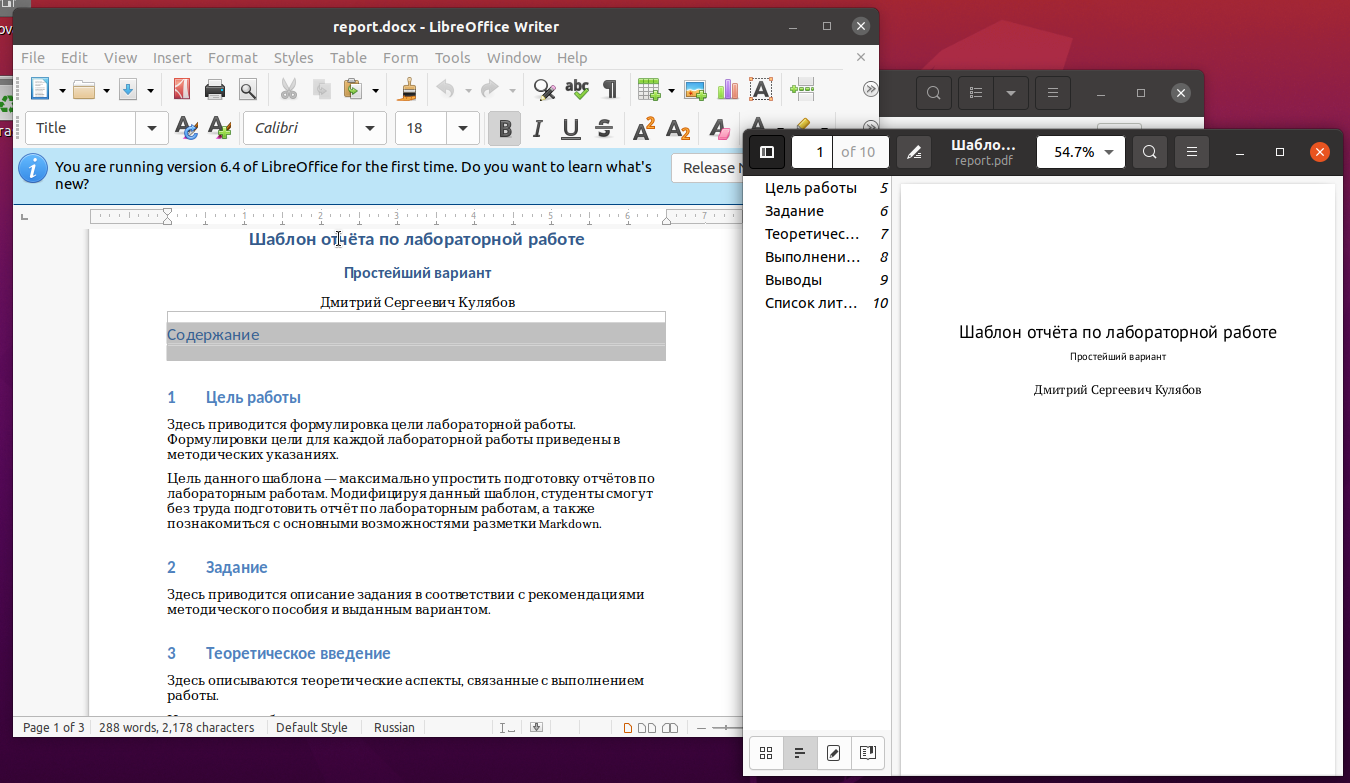 report.docx - LibreOffice Writer
File Edit View Insert Format Styles Table Form Tools Window Help
Title
Calibri
18
You are running version 6.4 of LibreOffice for the first time. Do you want to learn what's
new?
Release
1 2 3 4 5 6 7
Шаблон отчёта по лабораторной работе
Простейший вариант
Дмитрий Сергеевич Кулябов
Содержание
1 Цель работы
Здесь приводится формулировка цели лабораторной работы.
Формулировки цели для каждой лабораторной работы приведены в
методических указаниях.
Цель данного шаблона — максимально упростить подготовку отчётов по
лабораторным работам. Модифицируя данный шаблон, студенты смогут
без труда подготовить отчёт по лабораторным работам, а также
познакомиться с основными возможностями разметки Markdown.
2 Задание
Здесь приводится описание задания в соответствии с рекомендациями
методического пособия и выданным вариантом.
3 Теоретическое введение
Здесь описываются теоретические аспекты, связанные с выполнением
работы.
Page 1 of 3 288 words, 2,178 characters Default Style Russian
1 of 10
Шабло...
report.pdf
54.7%
Цель работы 5
Задание 6
Теоретичес... 7
Выполнени... 8
Выводы 9
Список лит... 10
Шаблон отчёта по лабораторной работе
Простейший вариант
Дмитрий Сергеевич Кулябов